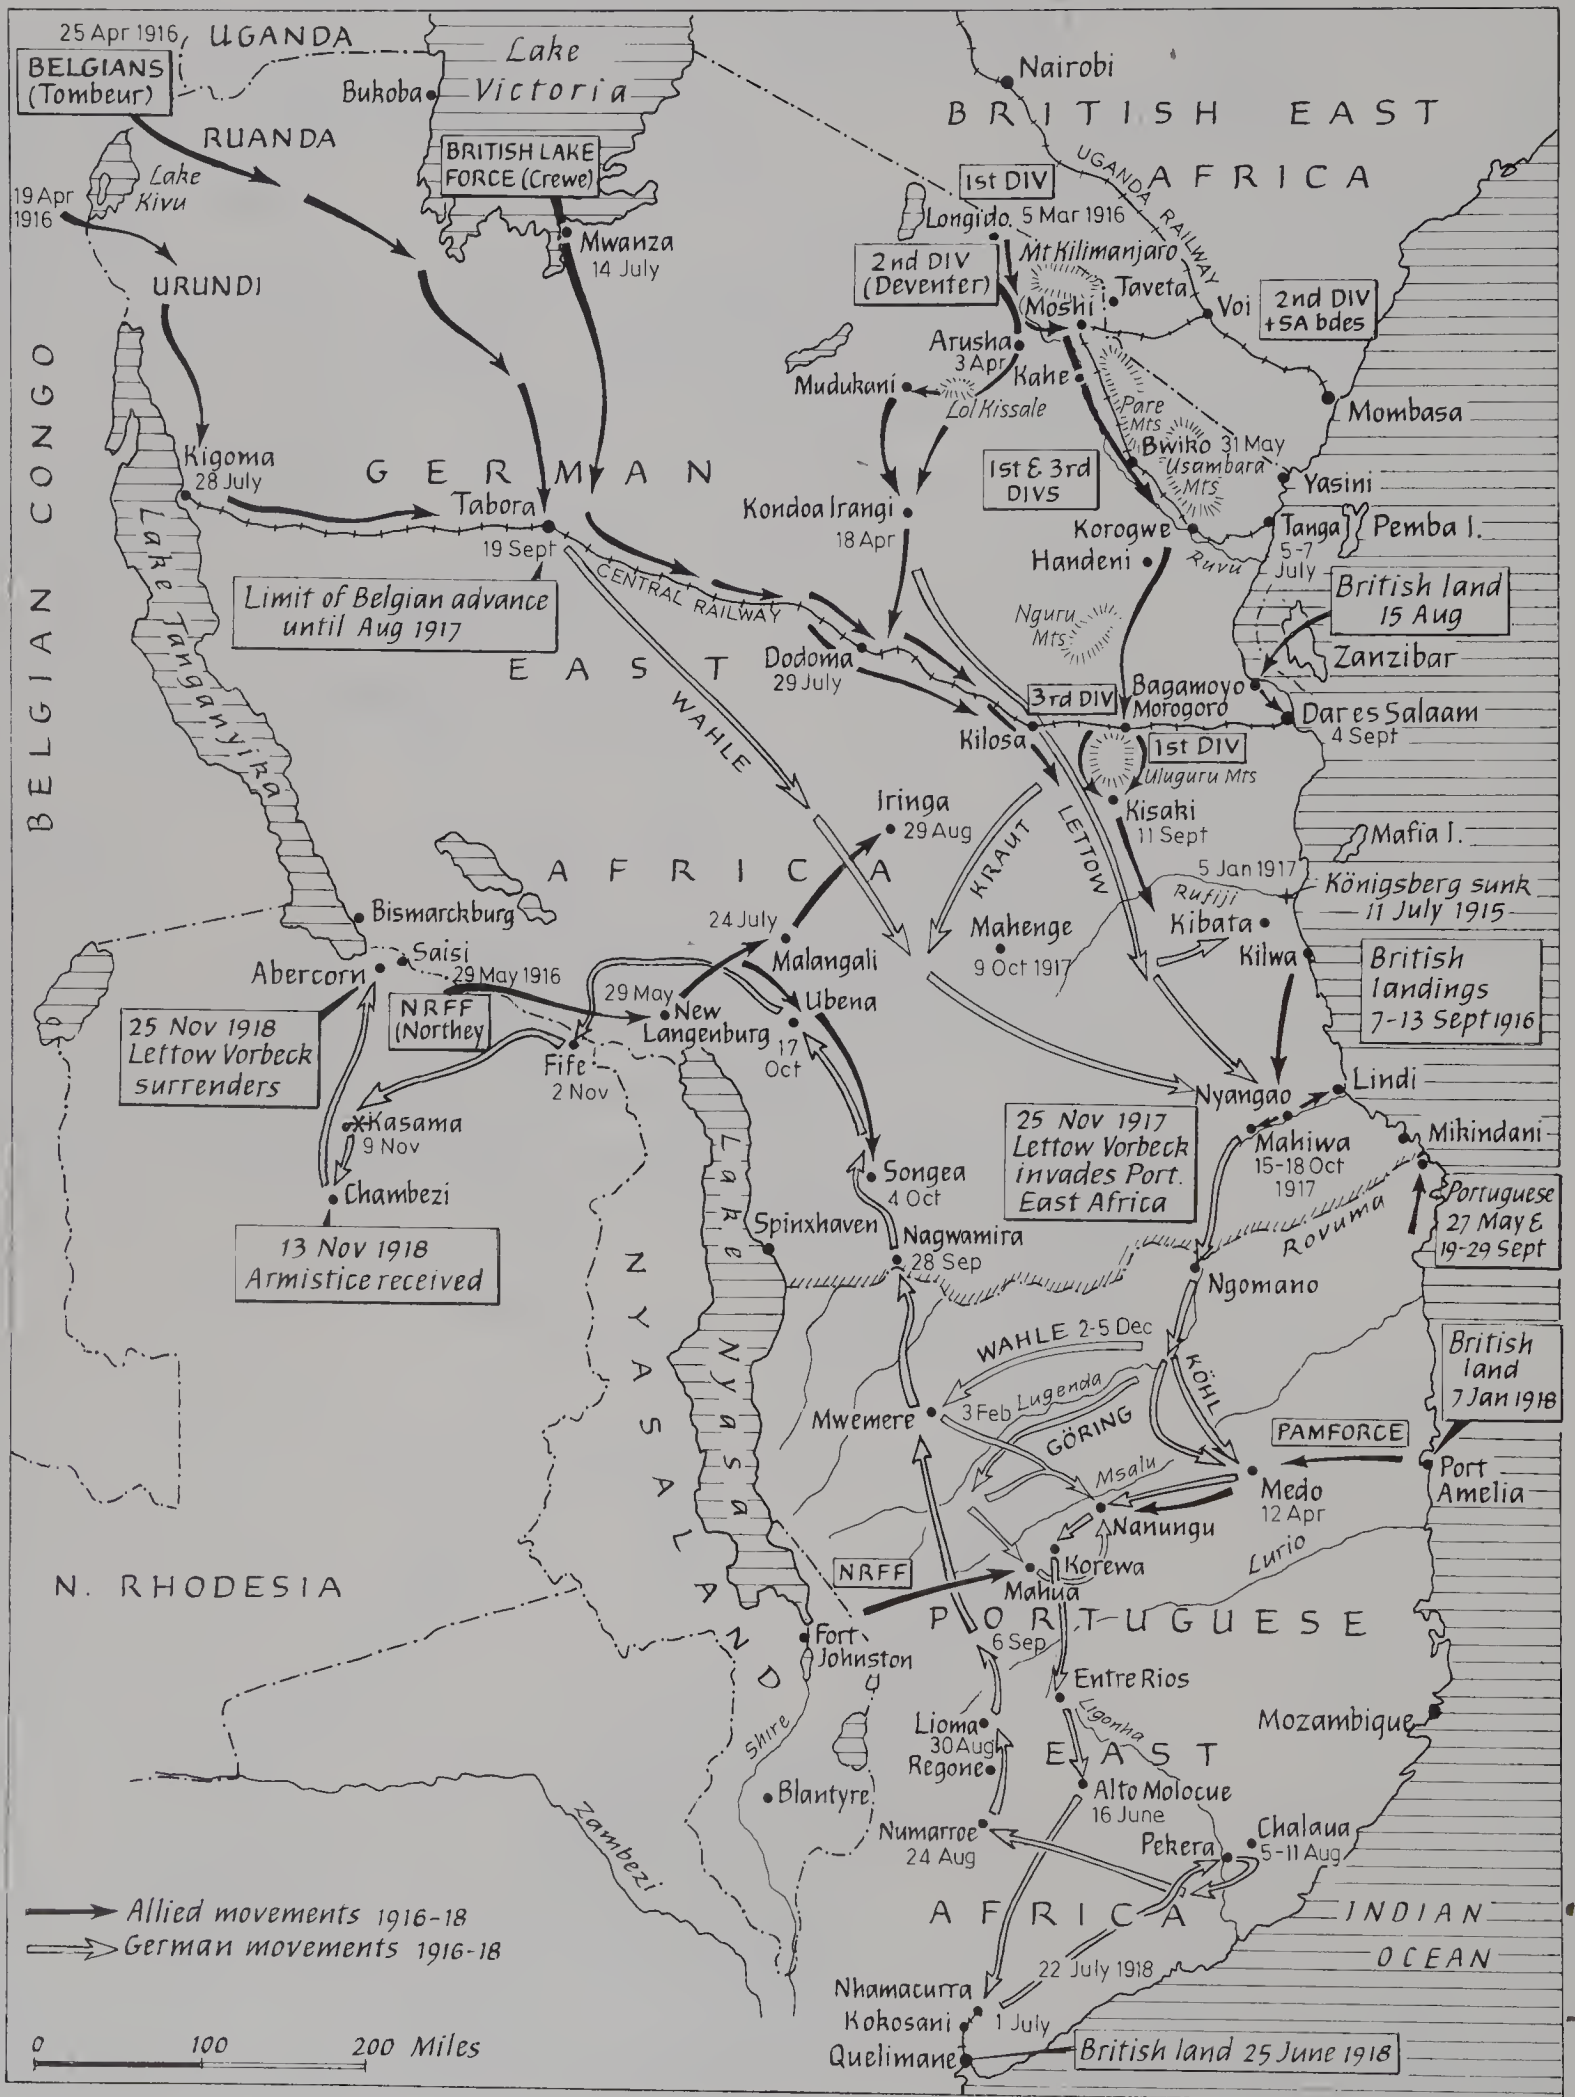 25 Apr 1916
UGANDA
BELGIANS
(Tombeur)
Lake
Victoria
Bukoba
Nairobi
BRITISH EAST
AFRICA
UGANDA RAILWAY
RUANDA
BRITISH LAKE
FORCE (Crewe)
1st DIV
Lake
Kivu
19 Apr
1916
Longido. 5 Mar 1916
Mwanza
14 July
Mt Kilimanjaro
2nd DIV
(Deventer)
URUNDI
Moshi
Taveta
Voi
2nd DIV
+SA bdes
Arusha
3 Apr
Kahe
Mudukani
Lol Kissale
Pare
Mts
Mombasa
BELGIAN CONGO
Bwiko 31 May
Usambara
Mts
Kigoma
28 July
GERMAN
1st & 3rd
DIVS
Yasini
Tabora
19 Sept
Kondoa Irangi
18 Apr
Korogwe
Tanga
5-7
July
Pemba I.
Handeni
Ruvu
CENTRAL RAILWAY
Limit of Belgian advance
until Aug 1917
British land
15 Aug
Nguru
Mts
Lake Tanganyika
EAST
Dodoma
29 July
Zanzibar
WAHLE
3rd DIV
Bagamoyo
Morogoro
Dar es Salaam
4 Sept
Kilosa
1st DIV
Uluguru Mts
Iringa
29 Aug
Kisaki
11 Sept
KRAUT
LETTOW
Mafia I.
AFRICA
5 Jan 1917
Rufiji
Königsberg sunk
11 July 1915
Bismarckburg
24 July
Mahenge
9 Oct 1917
Kibata
Saisi
Malangali
Kilwa
British
landings
7-13 Sept 1916
Abercorn
29 May 1916
29 May
Ubena
NRFF
(Northey
New
Langenburg
17
Oct
25 Nov 1918
Lettow Vorbeck
surrenders
Fife
2 Nov
Nyangao
Lindi
Kasama
9 Nov
25 Nov 1917
Lettow Vorbeck
invades Port.
East Africa
Mahiwa
15-18 Oct
1917
Mikindani
Chambezi
Songea
4 Oct
Portuguese
27 May &
19-29 Sept
Spinxhaven
Nagwamira
28 Sep
Rovuma
13 Nov 1918
Armistice received
Ngomano
Lake Nyasa
NYASALAND
WAHLE 2-5 Dec
KÖHL
British
land
7 Jan 1918
Mwemere
3 Feb
Lugenda
GÖRING
PAMFORCE
Msalu
Port
Amelia
Medo
12 Apr
Nanungu
Lurio
NRFF
Korewa
Mahua
N. RHODESIA
PORTUGUESE
Fort
Johnston
6 Sep
Entre Rios
Ligonha
Shire
Lioma
30 Aug
Mozambique
EAST
Regone
Blantyre
Alto Molocue
16 June
Zambezi
Numarroe
24 Aug
Pekera
Chalaua
5-11 Aug
Allied movements 1916-18
AFRICA
INDIAN
OCEAN
German movements 1916-18
22 July 1918
Nhamacurra
Kokosani
1 July
0 100 200 Miles
Quelimane
British land 25 June 1918